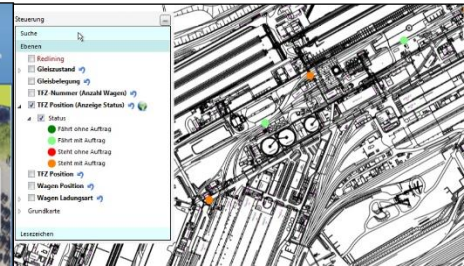 Steuerung
Suche
Ebenen
Redlining
Gleiszustand
Gleisbelegung
TFZ-Nummer (Anzahl Wagen)
TFZ Position (Anzeige Status)
Status
Fährt ohne Auftrag
Fährt mit Auftrag
Steht ohne Auftrag
Steht mit Auftrag
TFZ Position
Wagen Position
Wagen Ladungsart
Grundkarte
Lesezeichen